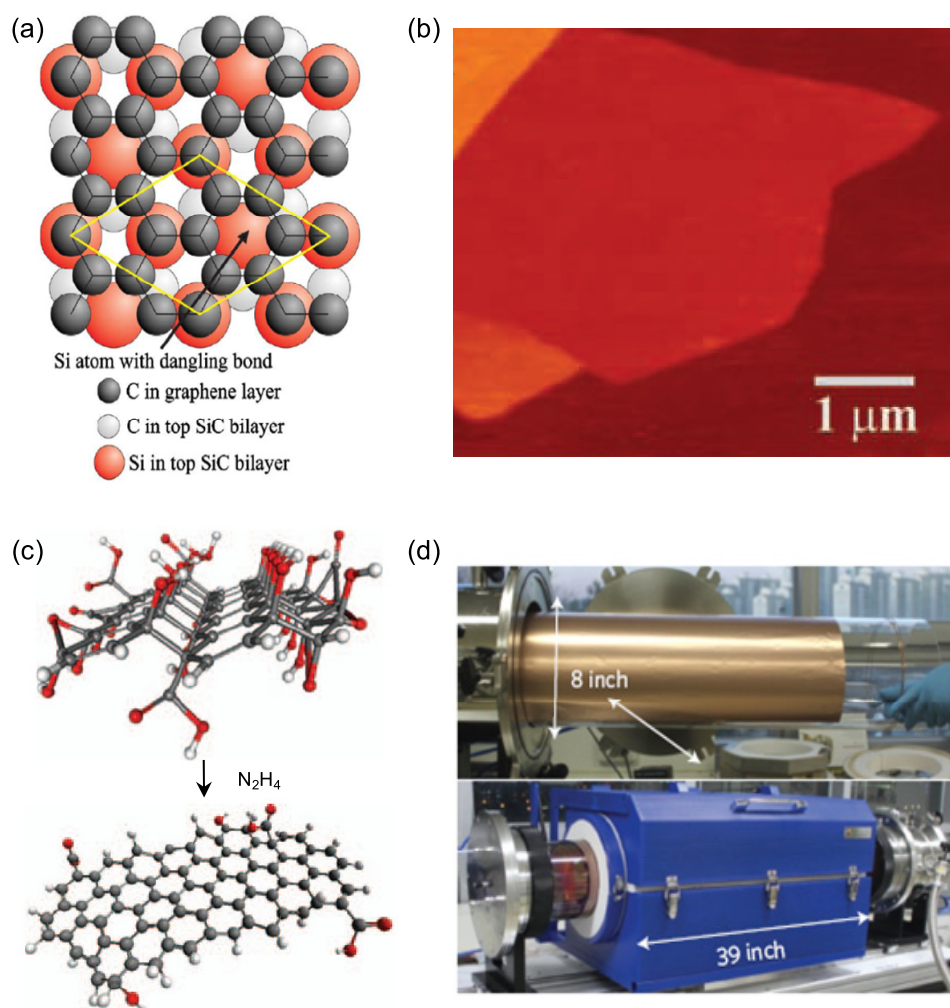 (a)
Si atom with dangling bond
C in graphene layer
C in top SiC bilayer
Si in top SiC bilayer
(b)
1 μm
(c)
N₂H₄
(d)
8 inch
39 inch